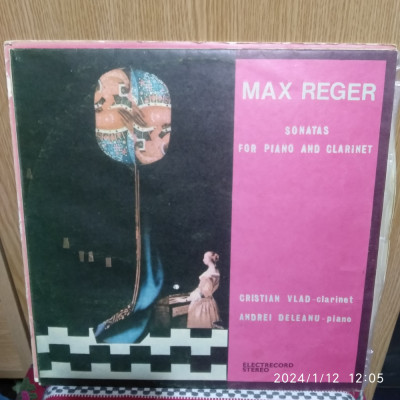 MAX REGER
SONATAS
FOR PIANO AND CLARINET
CRISTIAN VLAD-clarinet
ANDREI DELEANU-piano
ELECTRECORD
STEREO
2024/1/12 12:05